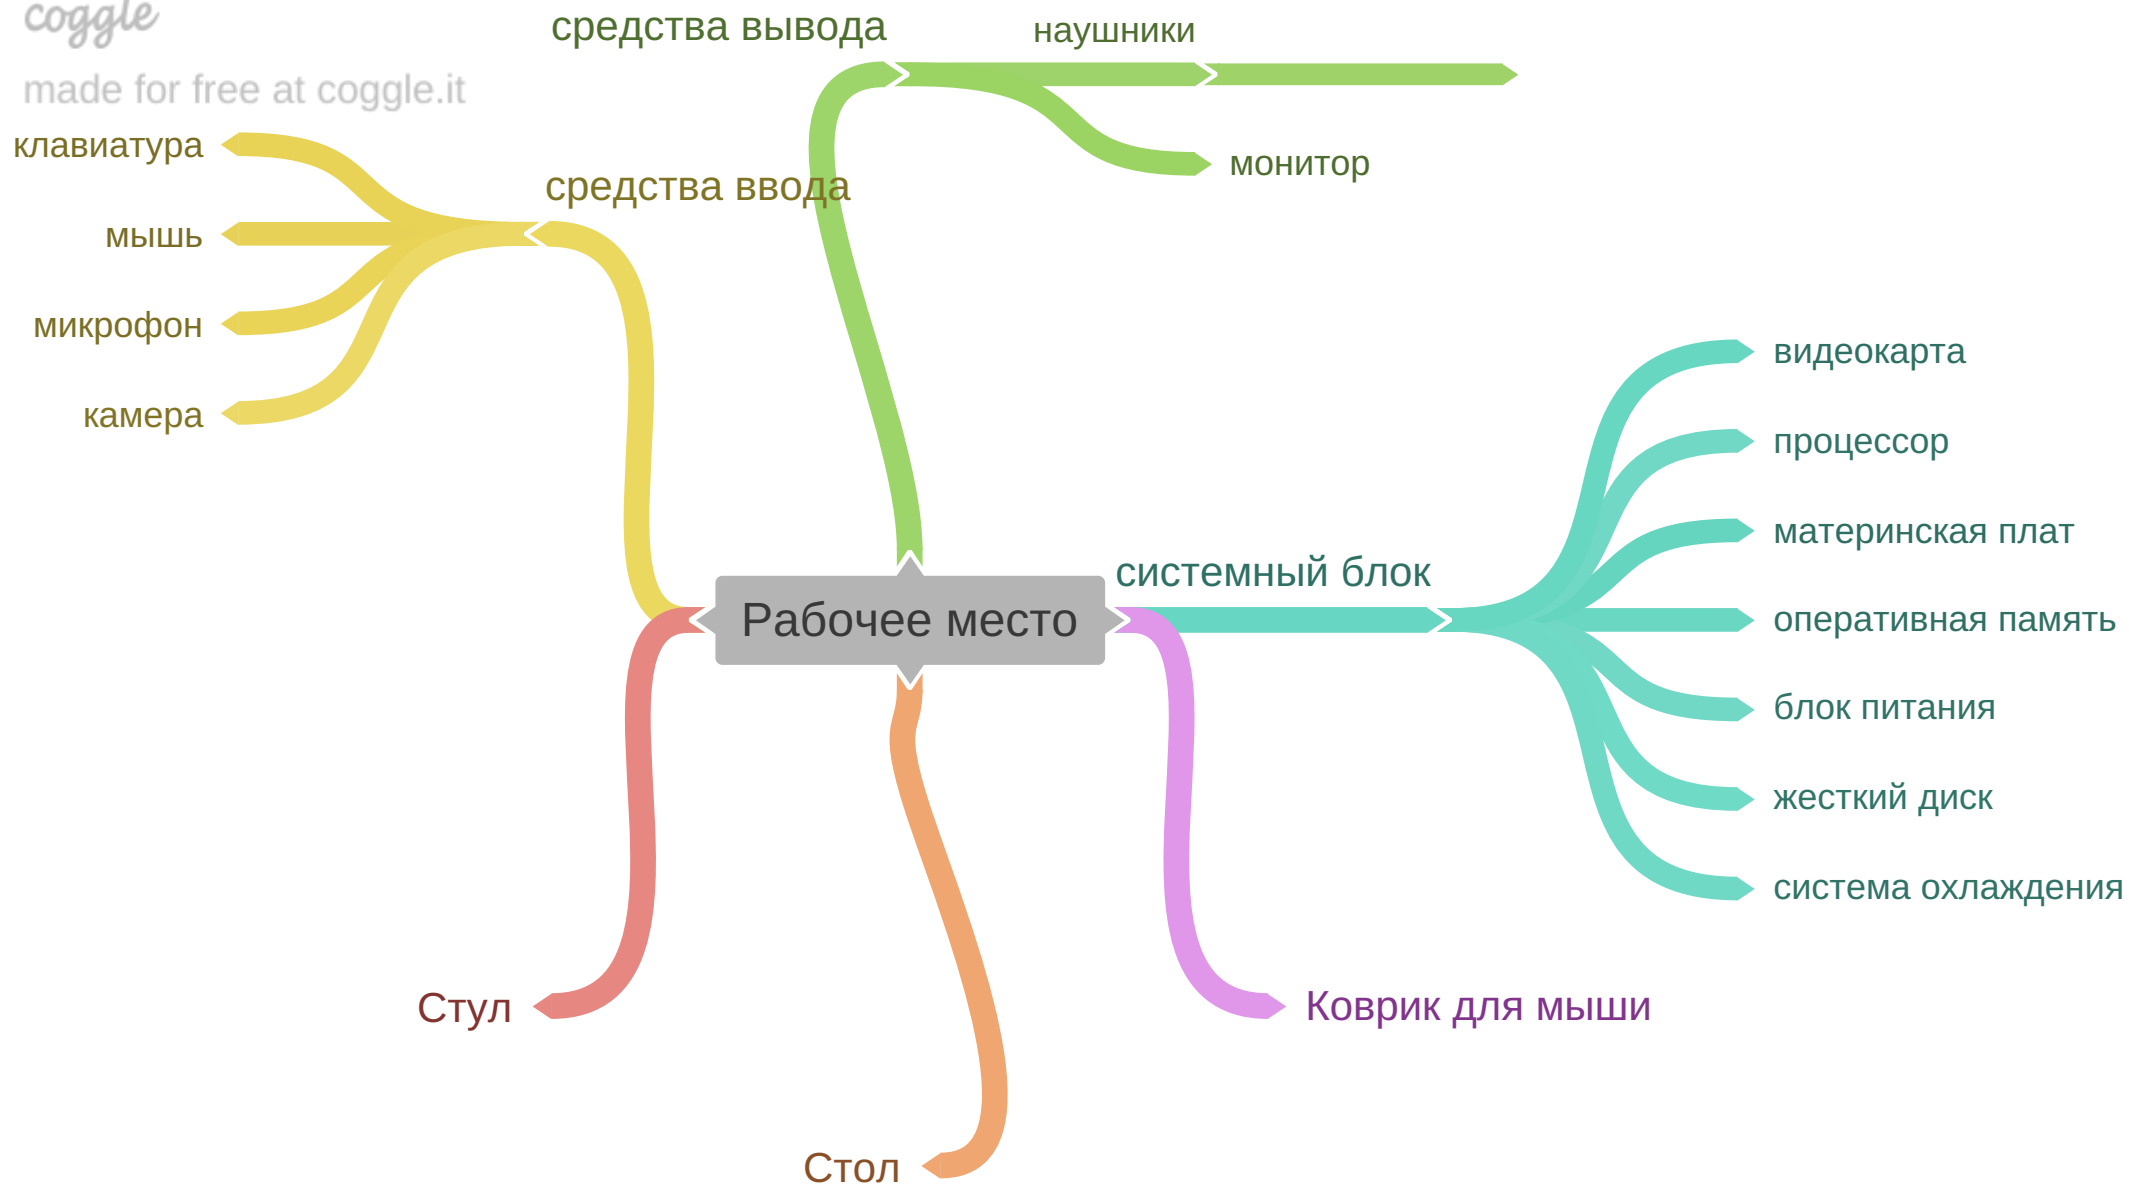 coggle
made for free at coggle.it
средства вывода
наушники
монитор
средства ввода
клавиатура
мышь
микрофон
камера
Рабочее место
системный блок
видеокарта
процессор
материнская плат
оперативная память
блок питания
жесткий диск
система охлаждения
Стул
Коврик для мыши
Стол